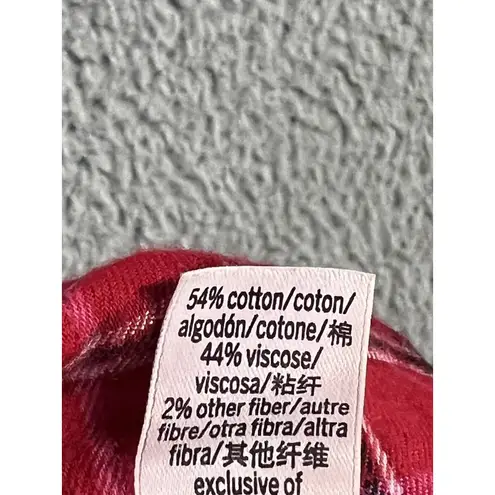 54% cotton/coton/
algodón/cotone/棉
44% viscose/
viscosa/粘纤
2% other fiber/autre
fibre/otra fibra/altra
fibra/其他纤维
exclusive of